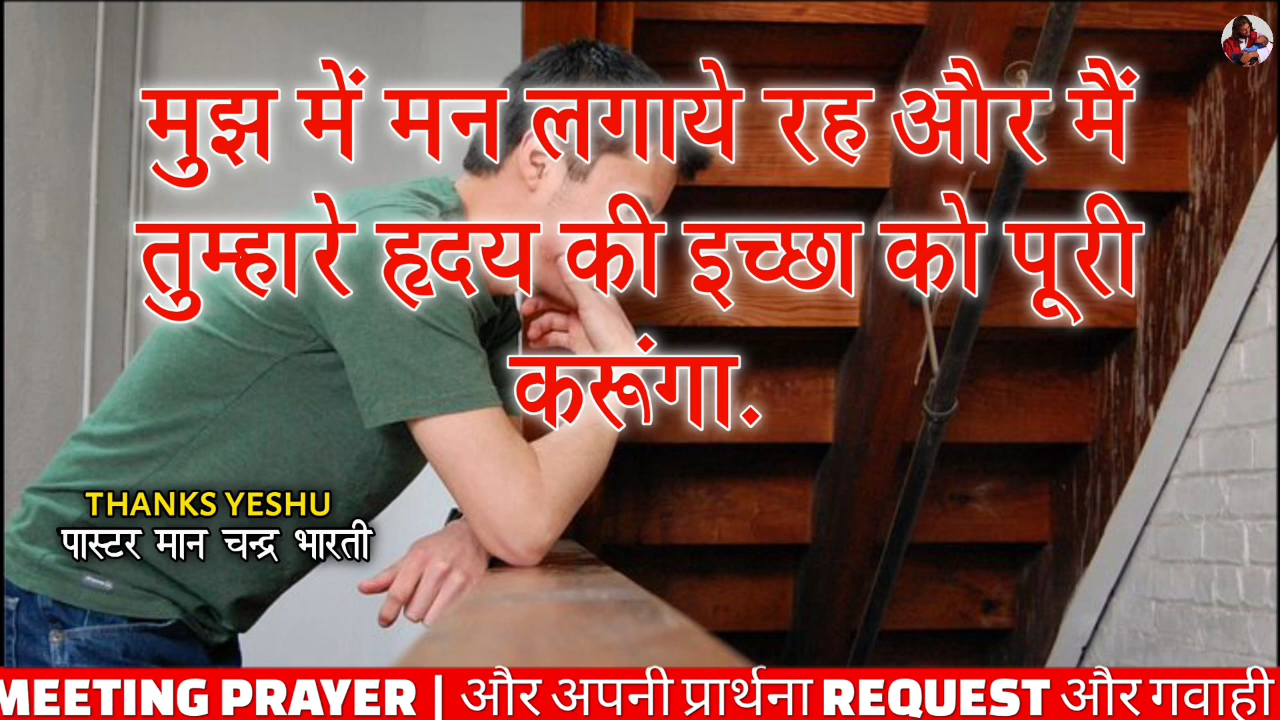 मुझ में मन लगाये रह और मैं
तुम्हारे हृदय की इच्छा को पूरी
करूंगा.
THANKS YESHU
पास्टर मान चन्द्र भारती
MEETING PRAYER | और अपनी प्रार्थना REQUEST और गवाही